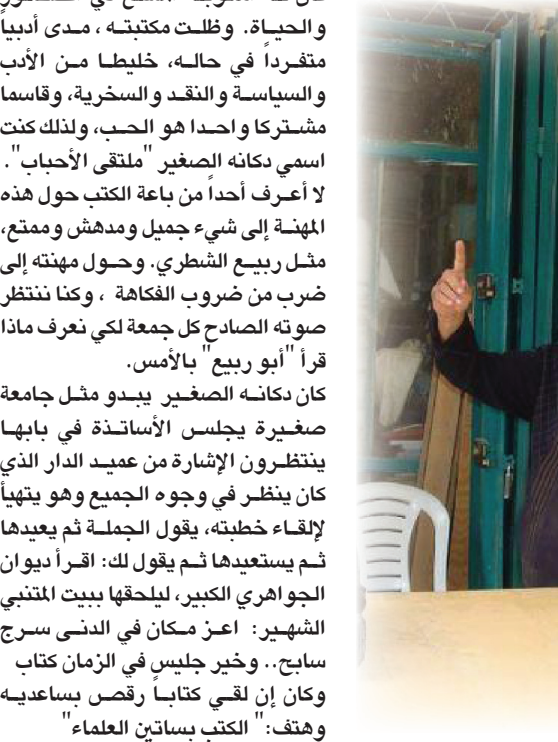 والحياة. وظلت مكتبته ، مدى أدبياً
متفرداً في حاله، خليطا من الأدب
والسياسة والنقد والسخرية، وقاسما
مشتركا واحدا هو الحب، ولذلك كنت
اسمي دكانه الصغير "ملتقى الأحباب".
لا أعرف أحداً من باعة الكتب حول هذه
المهنة إلى شيء جميل ومدهش وممتع،
مثل ربيع الشطري. وحول مهنته إلى
ضرب من ضروب الفكاهة ، وكنا ننتظر
صوته الصادح كل جمعة لكي نعرف ماذا
قرأ "أبو ربيع" بالأمس.
كان دكانه الصغير يبدو مثل جامعة
صغيرة يجلس الأساتذة في بابها
ينتظرون الإشارة من عميد الدار الذي
كان ينظر في وجوه الجميع وهو يتهيأ
لإلقاء خطبته، يقول الجملة ثم يعيدها
ثم يستعيدها ثم يقول لك: اقرأ ديوان
الجواهري الكبير، ليلحقها ببيت المتنبي
الشهير: اعز مكان في الدنى سرج
سابح.. وخير جليس في الزمان كتاب
وكان إن لقي كتاباً رقص بساعديه
وهتف:" الكتب بساتين العلماء"